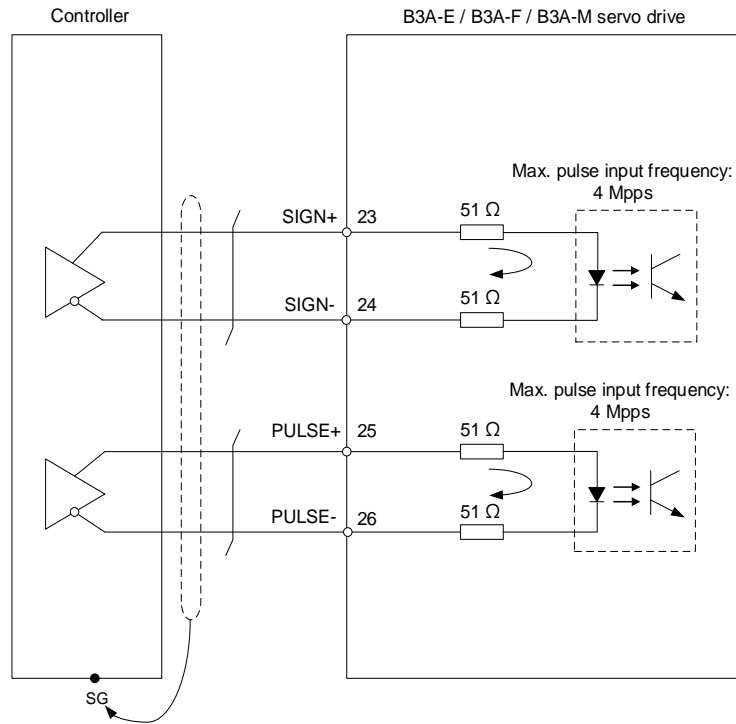 Controller
B3A-E / B3A-F / B3A-M servo drive
Max. pulse input frequency:
4 Mpps
SIGN+
23
51 Ω
SIGN-
24
51 Ω
Max. pulse input frequency:
4 Mpps
PULSE+
25
51 Ω
PULSE-
26
51 Ω
SG